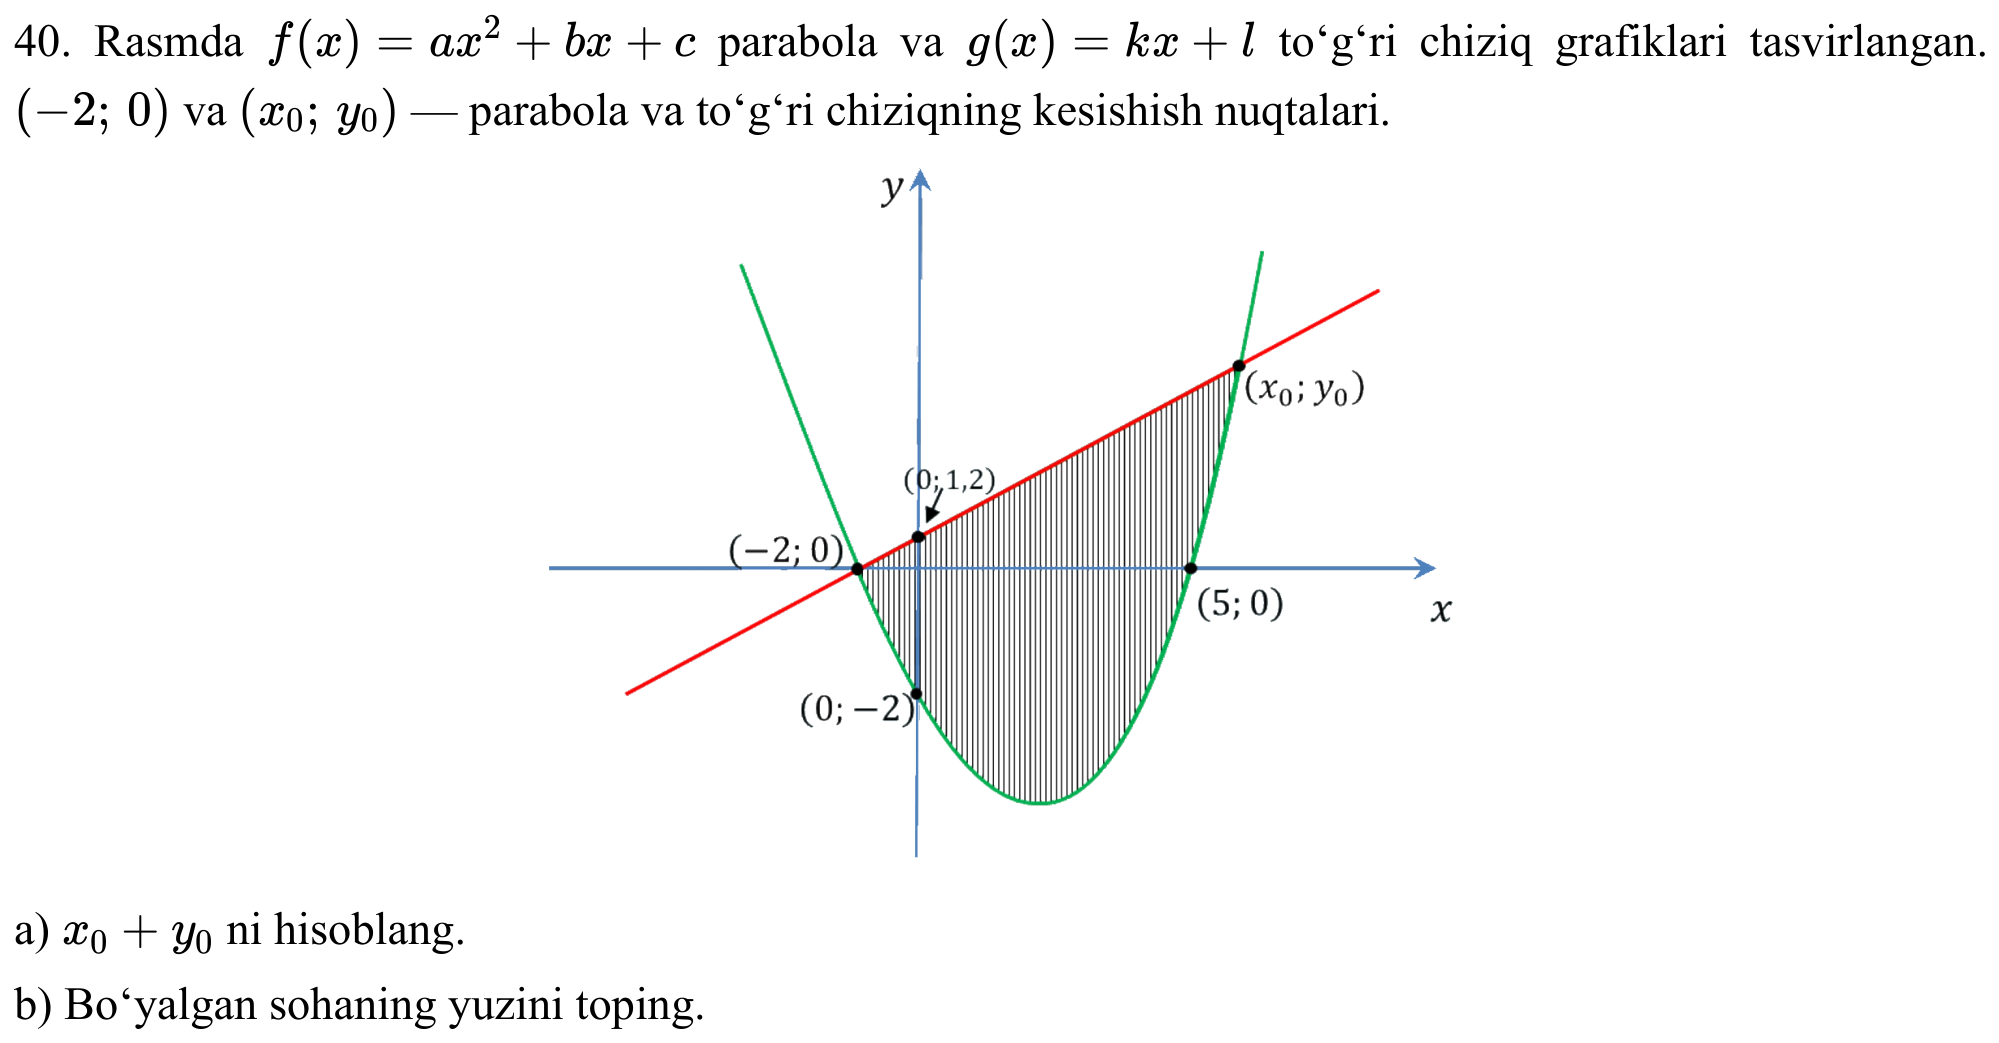 40. Rasmda f(x) = ax² + bx + c parabola va g(x) = kx + l to‘g‘ri chiziq grafiklari tasvirlangan.
(−2; 0) va (x₀; y₀) — parabola va to‘g‘ri chiziqning kesishish nuqtalari.
y
(x₀; y₀)
(0; 1,2)
(−2; 0)
(5; 0)
x
(0; −2)
a) x₀ + y₀ ni hisoblang.
b) Bo‘yalgan sohaning yuzini toping.